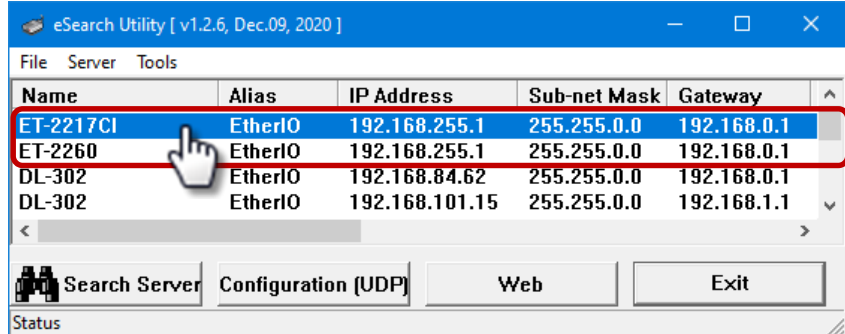 eSearch Utility [ v1.2.6, Dec.09, 2020 ]
File Server Tools
Name Alias IP Address Sub-net Mask Gateway
ET-2217CI EtherIO 192.168.255.1 255.255.0.0 192.168.0.1
ET-2260 EtherIO 192.168.255.1 255.255.0.0 192.168.0.1
DL-302 EtherIO 192.168.84.62 255.255.0.0 192.168.0.1
DL-302 EtherIO 192.168.101.15 255.255.0.0 192.168.1.1
Search Server Configuration (UDP) Web Exit
Status